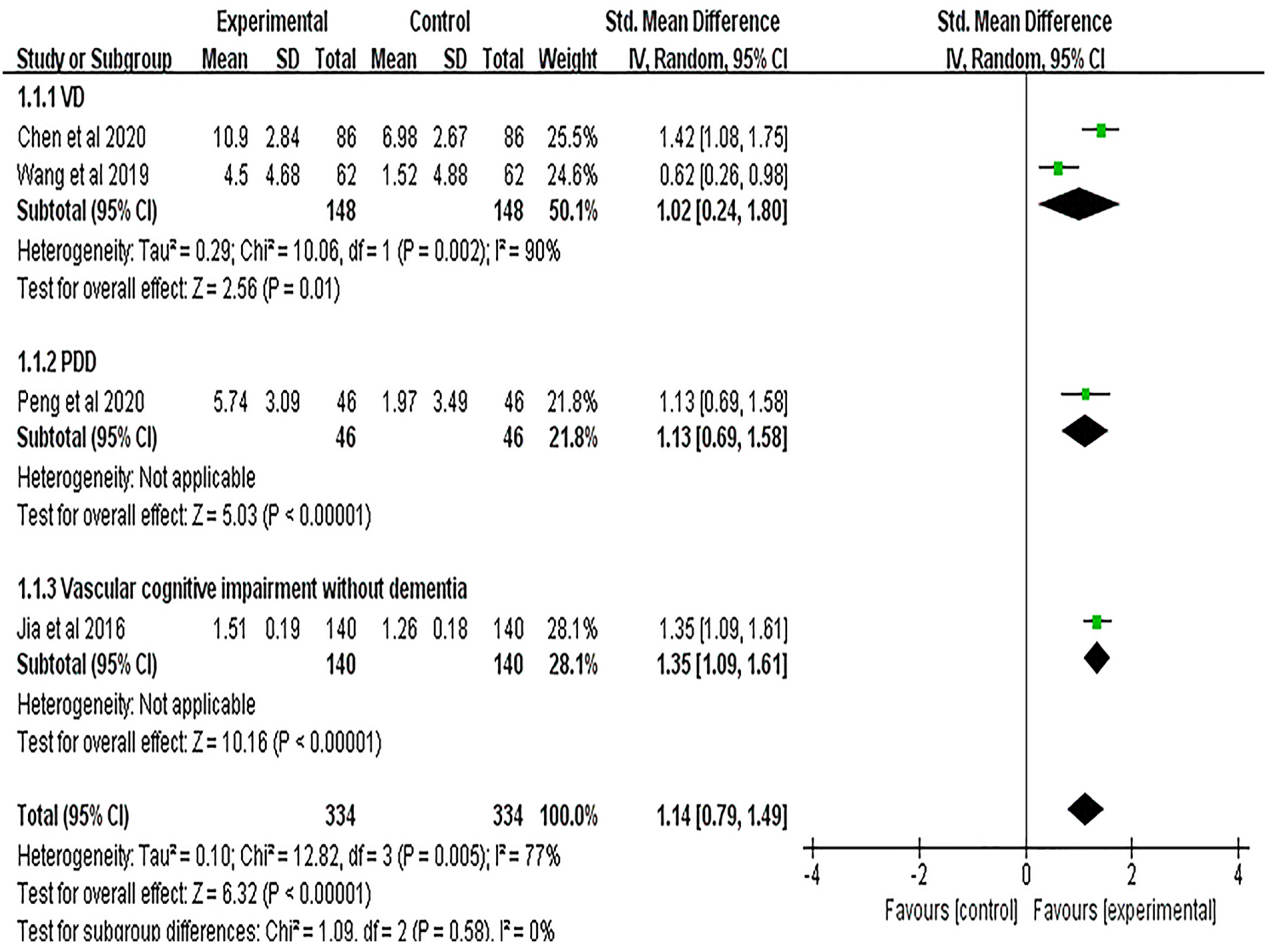 Experimental Control Std. Mean Difference Std. Mean Difference
Study or Subgroup Mean SD Total Mean SD Total Weight IV, Random, 95% CI IV, Random, 95% CI
1.1.1 VD
Chen et al 2020 10.9 2.84 86 6.98 2.67 86 25.5% 1.42 [1.08, 1.75]
Wang et al 2019 4.5 4.68 62 1.52 4.88 62 24.6% 0.62 [0.26, 0.98]
Subtotal (95% CI) 148 148 50.1% 1.02 [0.24, 1.80]
Heterogeneity: Tau² = 0.29; Chi² = 10.06, df = 1 (P = 0.002); I² = 90%
Test for overall effect: Z = 2.56 (P = 0.01)
1.1.2 PDD
Peng et al 2020 5.74 3.09 46 1.97 3.49 46 21.8% 1.13 [0.69, 1.58]
Subtotal (95% CI) 46 46 21.8% 1.13 [0.69, 1.58]
Heterogeneity: Not applicable
Test for overall effect: Z = 5.03 (P < 0.00001)
1.1.3 Vascular cognitive impairment without dementia
Jia et al 2016 1.51 0.19 140 1.26 0.18 140 28.1% 1.35 [1.09, 1.61]
Subtotal (95% CI) 140 140 28.1% 1.35 [1.09, 1.61]
Heterogeneity: Not applicable
Test for overall effect: Z = 10.16 (P < 0.00001)
Total (95% CI) 334 334 100.0% 1.14 [0.79, 1.49]
Heterogeneity: Tau² = 0.10; Chi² = 12.82, df = 3 (P = 0.005); I² = 77%
Test for overall effect: Z = 6.32 (P < 0.00001)
Test for subgroup differences: Chi² = 1.09, df = 2 (P = 0.58), I² = 0%
-4 -2 0 2 4
Favours [control] Favours [experimental]